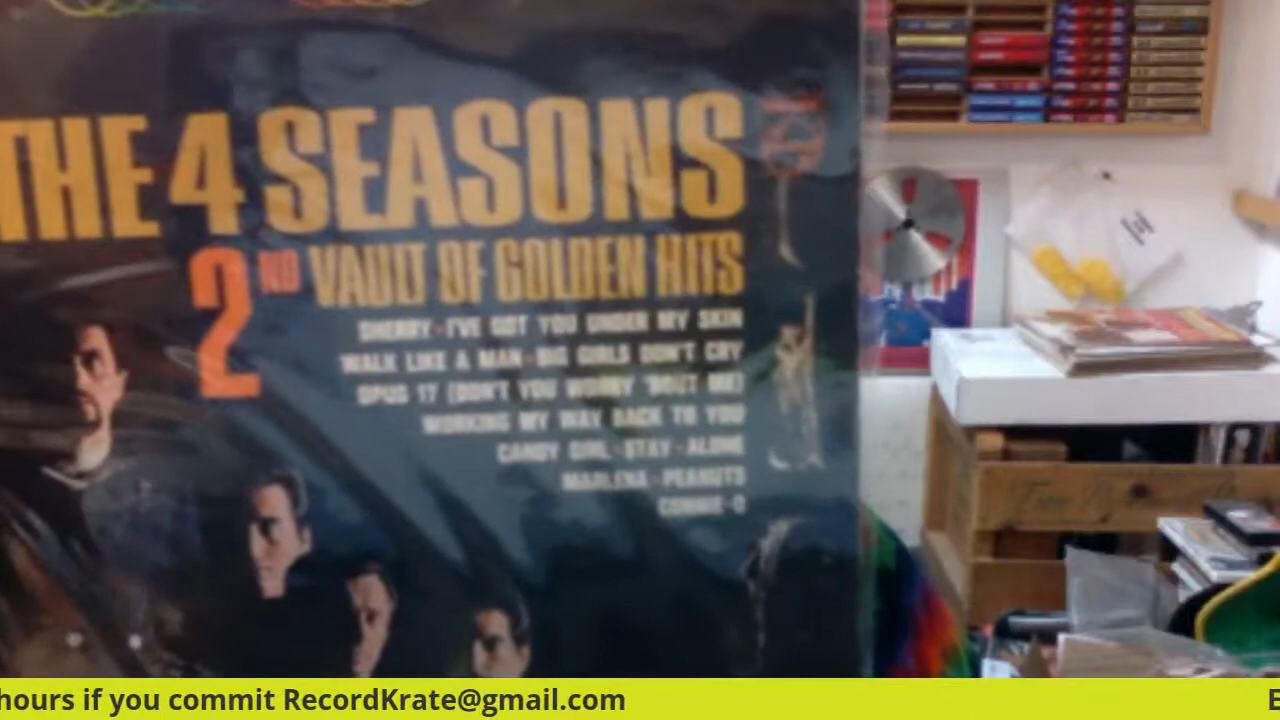 THE 4 SEASONS
2ND VAULT OF GOLDEN HITS
SHERRY · I'VE GOT YOU UNDER MY SKIN
WALK LIKE A MAN · BIG GIRLS DON'T CRY
OPUS 17 (DON'T YOU WORRY 'BOUT ME)
WORKING MY WAY BACK TO YOU
CANDY GIRL · STAY · ALONE
MARLENA · PEANUTS
CONNIE-O
hours if you commit RecordKrate@gmail.com
E